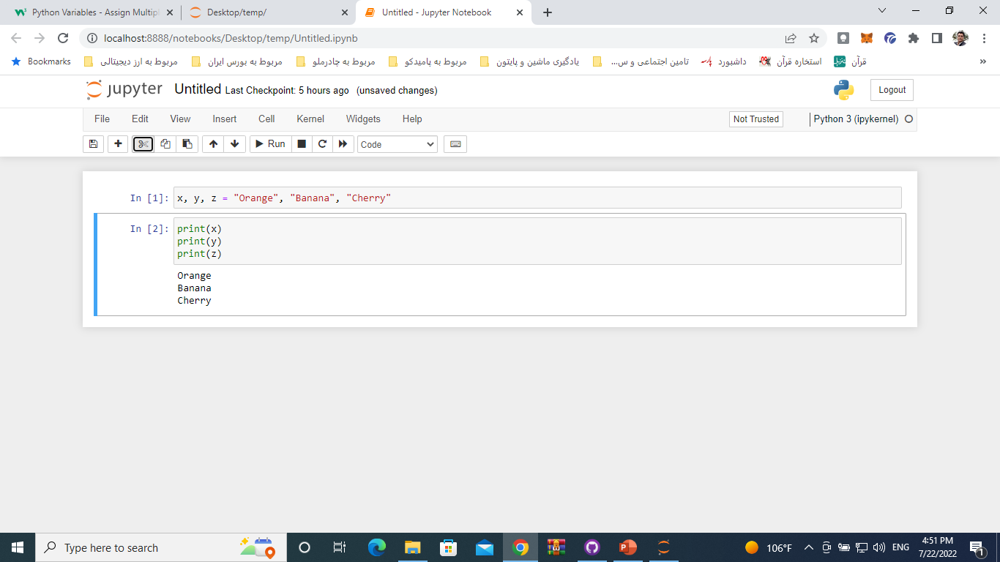 Python Variables - Assign Multipl
Desktop/temp/
Untitled - Jupyter Notebook
localhost:8888/notebooks/Desktop/temp/Untitled.ipynb
Bookmarks
مربوط به ارز دیجیتالی
مربوط به بورس ایران
مربوط به چادرملو
مربوط به پامیدکو
یادگیری ماشین و پایتون
تامین اجتماعی و س...
داشبورد
استخاره قرآن
قرآن
»
jupyter Untitled Last Checkpoint: 5 hours ago (unsaved changes)
Logout
File Edit View Insert Cell Kernel Widgets Help
Not Trusted
Python 3 (ipykernel)
Run
Code
In [1]: x, y, z = "Orange", "Banana", "Cherry"
In [2]: print(x)
print(y)
print(z)
Orange
Banana
Cherry
Type here to search
106°F
ENG
4:51 PM
7/22/2022
1